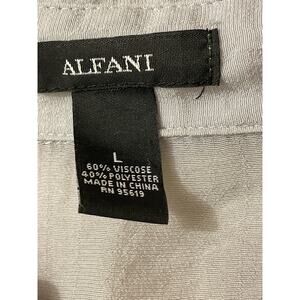 ALFANI
L
60% VISCOSE
40% POLYESTER
MADE IN CHINA
RN 95619